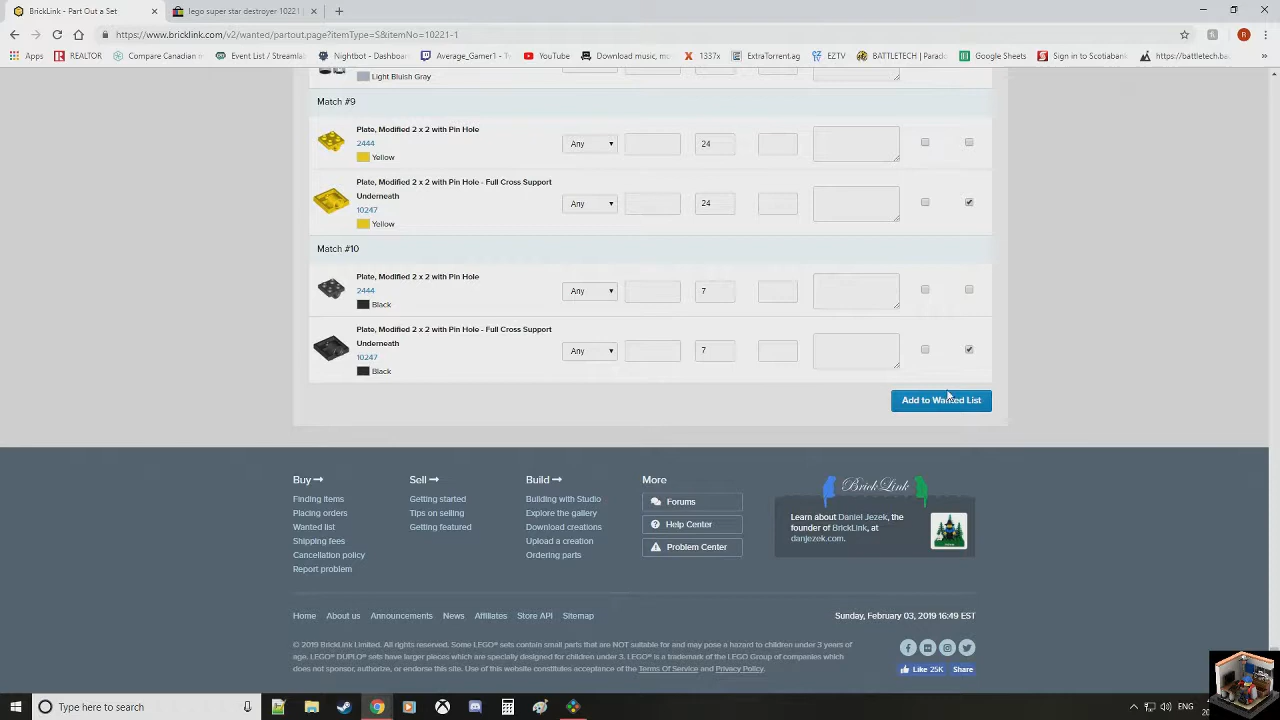 BrickLink - Part Out a Set
lego super star destroyer 10221
https://www.bricklink.com/v2/wanted/partout.page?itemType=S&itemNo=10221-1
Apps
REALTOR
Compare Canadian m
Event List | Streamlab
Nightbot - Dashboard
Average_Gamer1 - T
YouTube
Download music, m
1337x
ExtraTorrent.ag
EZTV
BATTLETECH | Parado
Google Sheets
Sign in to Scotiabank
https://battletech.ga
»
Light Bluish Gray
Match #9
Plate, Modified 2 x 2 with Pin Hole
2444
Yellow
Any
24
Plate, Modified 2 x 2 with Pin Hole - Full Cross Support
Underneath
10247
Yellow
Any
24
Match #10
Plate, Modified 2 x 2 with Pin Hole
2444
Black
Any
7
Plate, Modified 2 x 2 with Pin Hole - Full Cross Support
Underneath
10247
Black
Any
7
Add to Wanted List
Buy
Finding items
Placing orders
Wanted list
Shipping fees
Cancellation policy
Report problem
Sell
Getting started
Tips on selling
Getting featured
Build
Building with Studio
Explore the gallery
Download creations
Upload a creation
Ordering parts
More
Forums
Help Center
Problem Center
BrickLink
Learn about Daniel Jezek, the
founder of BrickLink, at
danjezek.com.
Home About us Announcements News Affiliates Store API Sitemap
Sunday, February 03, 2019 16:49 EST
© 2019 BrickLink Limited. All rights reserved. Some LEGO® sets contain small parts that are NOT suitable for and may pose a hazard to children under 3 years of
age. LEGO® DUPLO® sets have larger pieces which are specially designed for children under 3. LEGO® is a trademark of the LEGO Group of companies which
does not sponsor, authorize, or endorse this site. Use of this website constitutes acceptance of the Terms Of Service and Privacy Policy.
Like 25K
Share
Type here to search
ENG